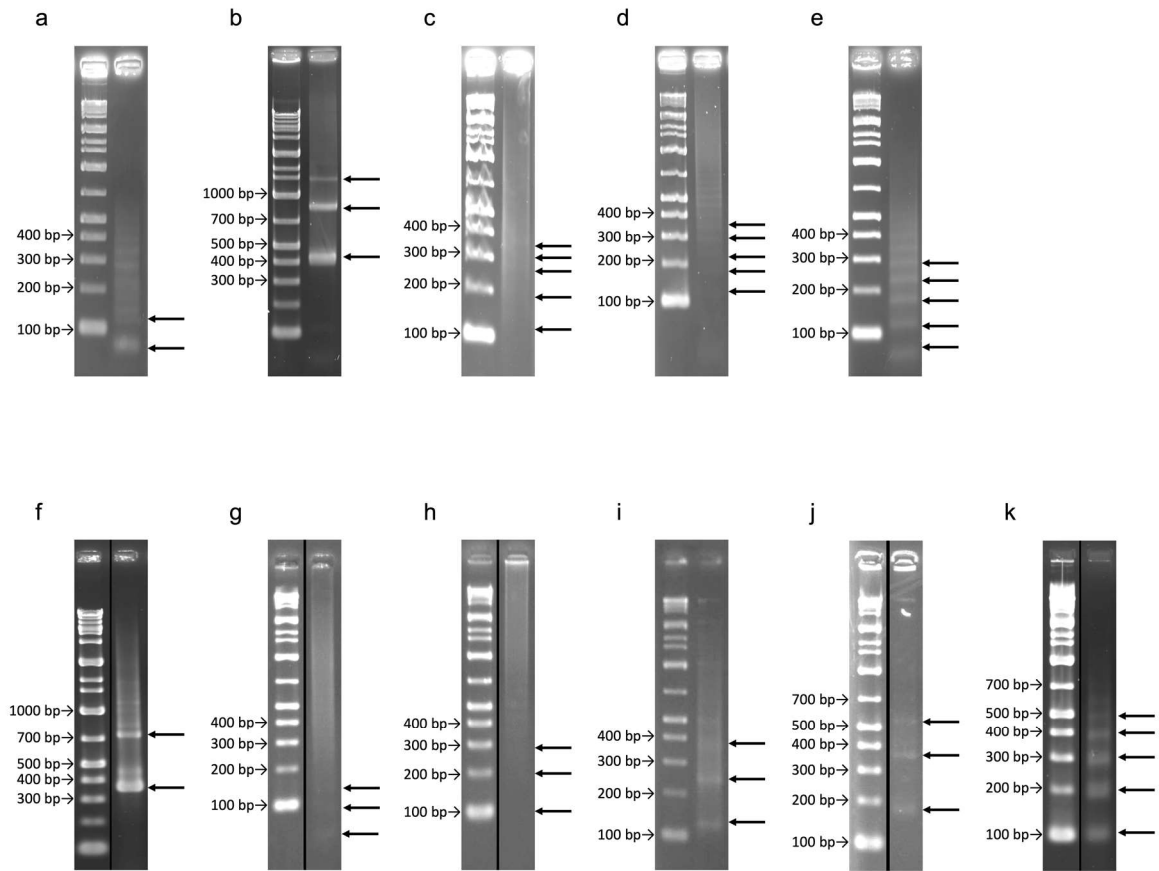 a
400 bp→
300 bp→
200 bp→
100 bp→
b
1000 bp→
700 bp→
500 bp→
400 bp→
300 bp→
c
400 bp→
300 bp→
200 bp→
100 bp→
d
400 bp→
300 bp→
200 bp→
100 bp→
e
400 bp→
300 bp→
200 bp→
100 bp→
f
1000 bp→
700 bp→
500 bp→
400 bp→
300 bp→
g
400 bp→
300 bp→
200 bp→
100 bp→
h
400 bp→
300 bp→
200 bp→
100 bp→
i
400 bp→
300 bp→
200 bp→
100 bp→
j
700 bp→
500 bp→
400 bp→
300 bp→
200 bp→
100 bp→
k
700 bp→
500 bp→
400 bp→
300 bp→
200 bp→
100 bp→